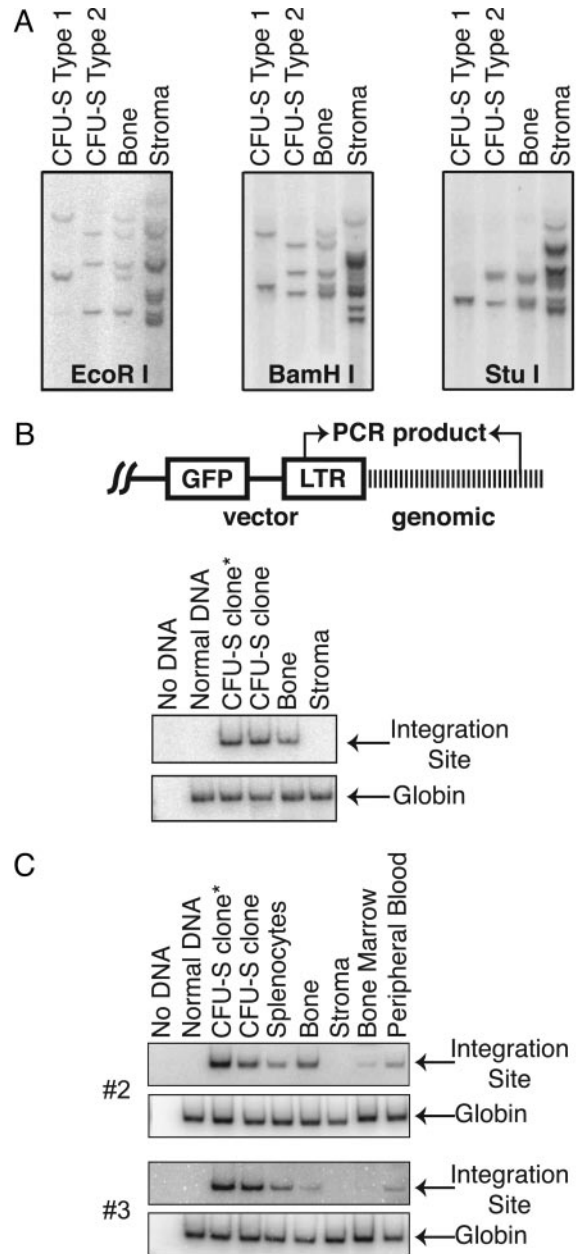 A
CFU-S Type 1
CFU-S Type 2
Bone
Stroma
CFU-S Type 1
CFU-S Type 2
Bone
Stroma
CFU-S Type 1
CFU-S Type 2
Bone
Stroma
EcoR I
BamH I
Stu I
B
PCR product
GFP
LTR
vector
genomic
No DNA
Normal DNA
CFU-S clone*
CFU-S clone
Bone
Stroma
Integration
Site
Globin
C
No DNA
Normal DNA
CFU-S clone*
CFU-S clone
Splenocytes
Bone
Stroma
Bone Marrow
Peripheral Blood
#2
Integration
Site
Globin
#3
Integration
Site
Globin